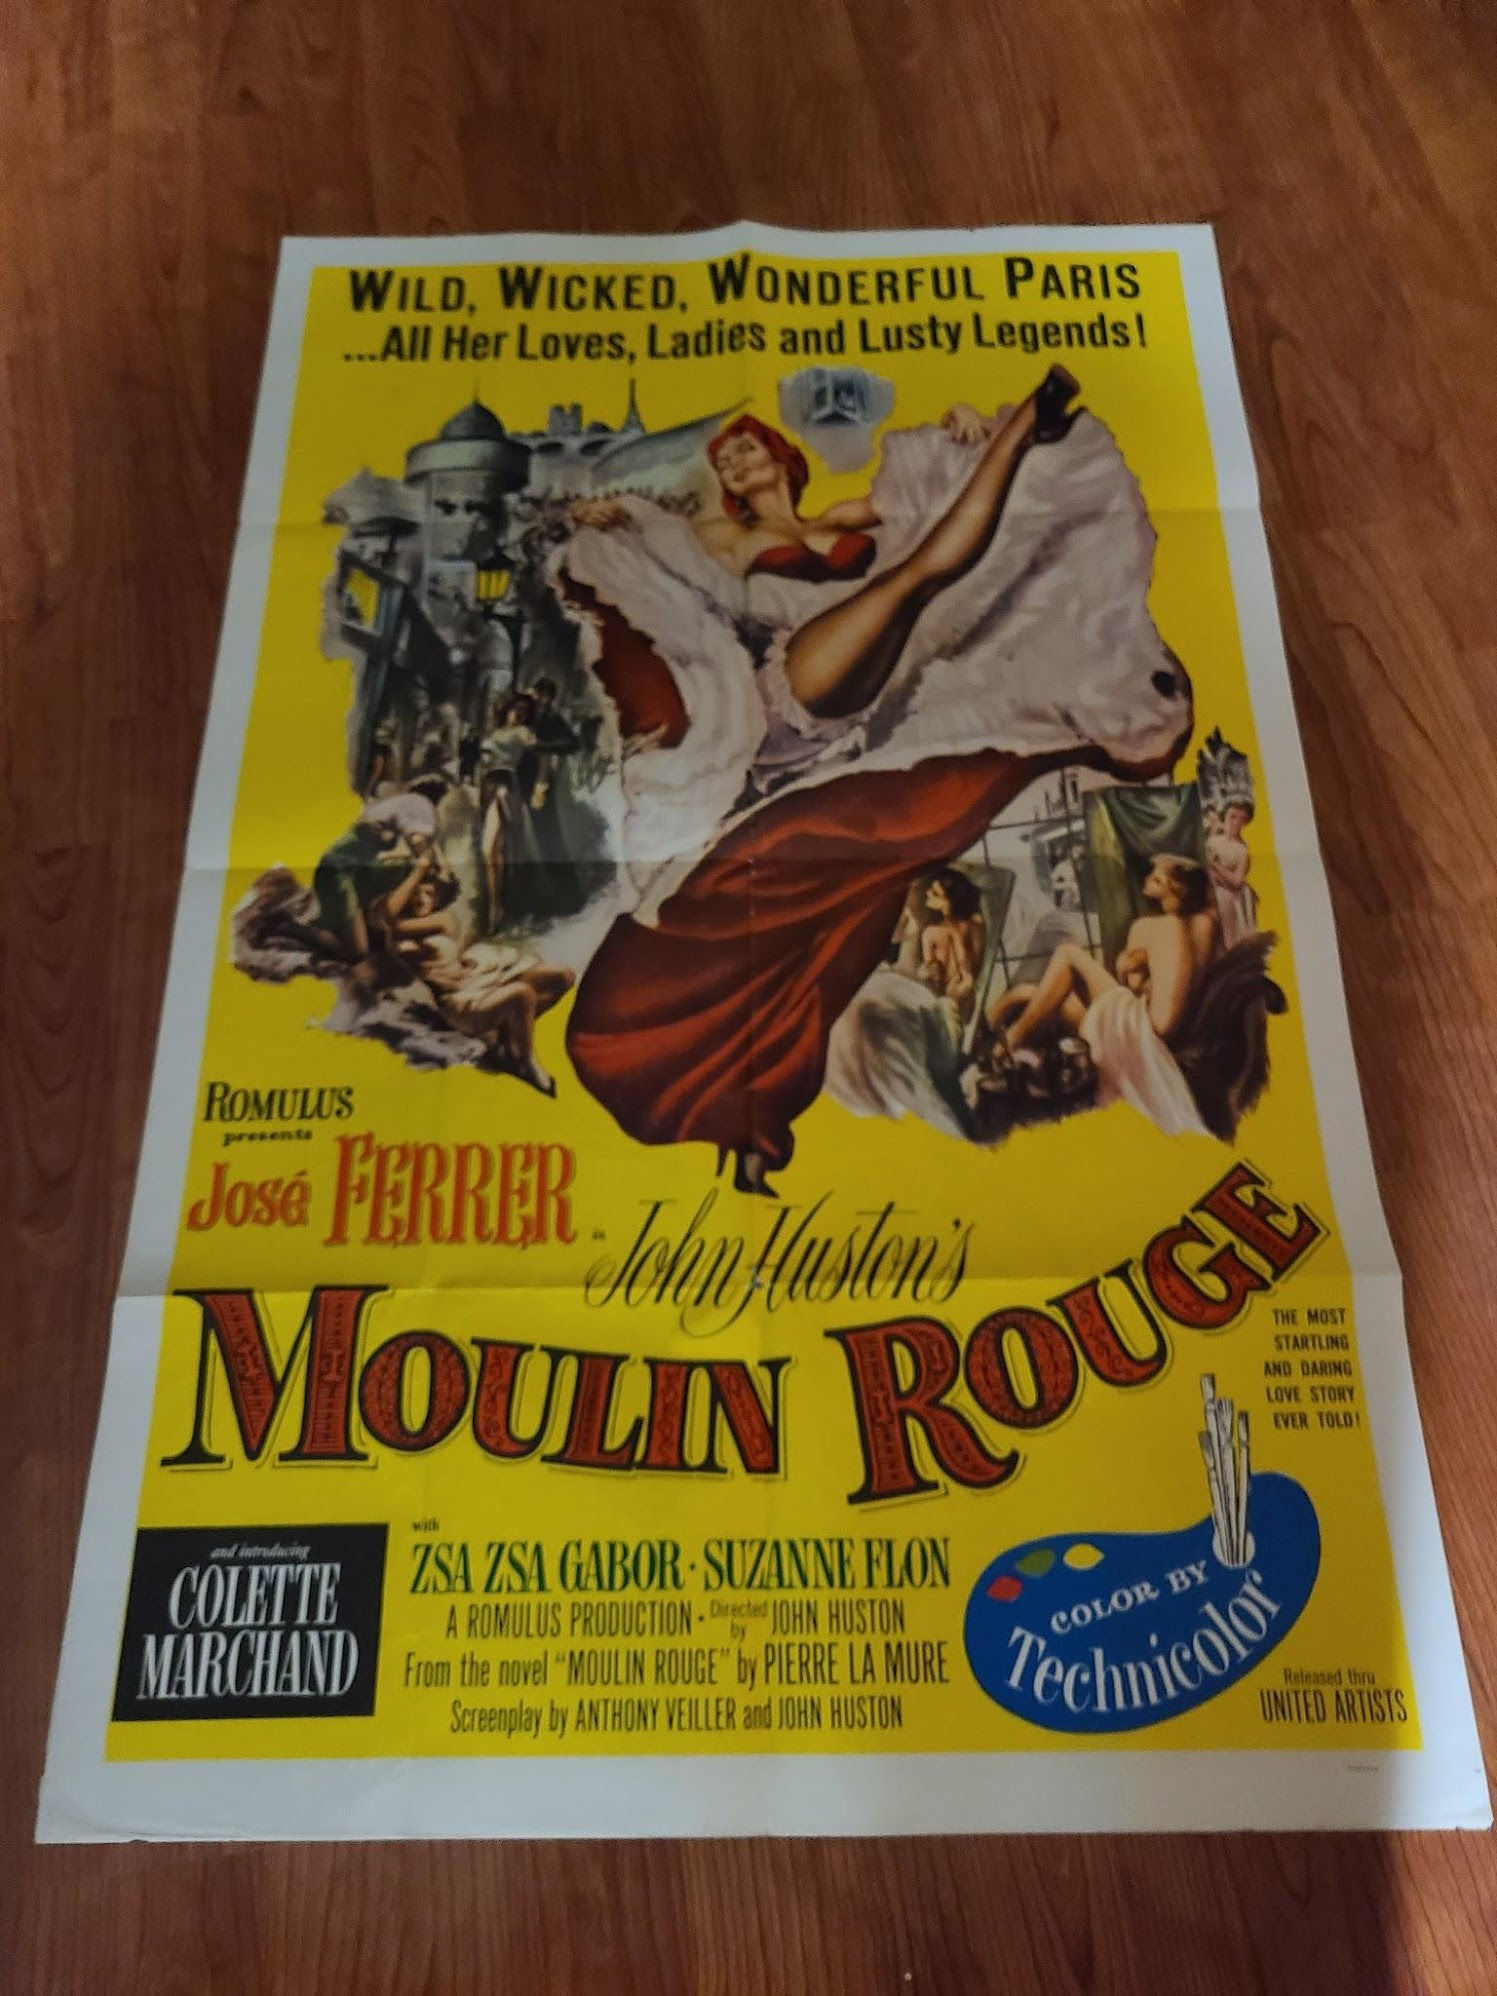 WILD, WICKED, WONDERFUL PARIS
...All Her Loves, Ladies and Lusty Legends!
ROMULUS
presents
José FERRER
in John Huston's
MOULIN ROUGE
THE MOST
STARTLING
AND DARING
LOVE STORY
EVER TOLD!
and introducing
COLETTE
MARCHAND
with
ZSA ZSA GABOR · SUZANNE FLON
A ROMULUS PRODUCTION · Directed by JOHN HUSTON
From the novel "MOULIN ROUGE" by PIERRE LA MURE
Screenplay by ANTHONY VEILLER and JOHN HUSTON
COLOR BY
Technicolor
Released thru
UNITED ARTISTS